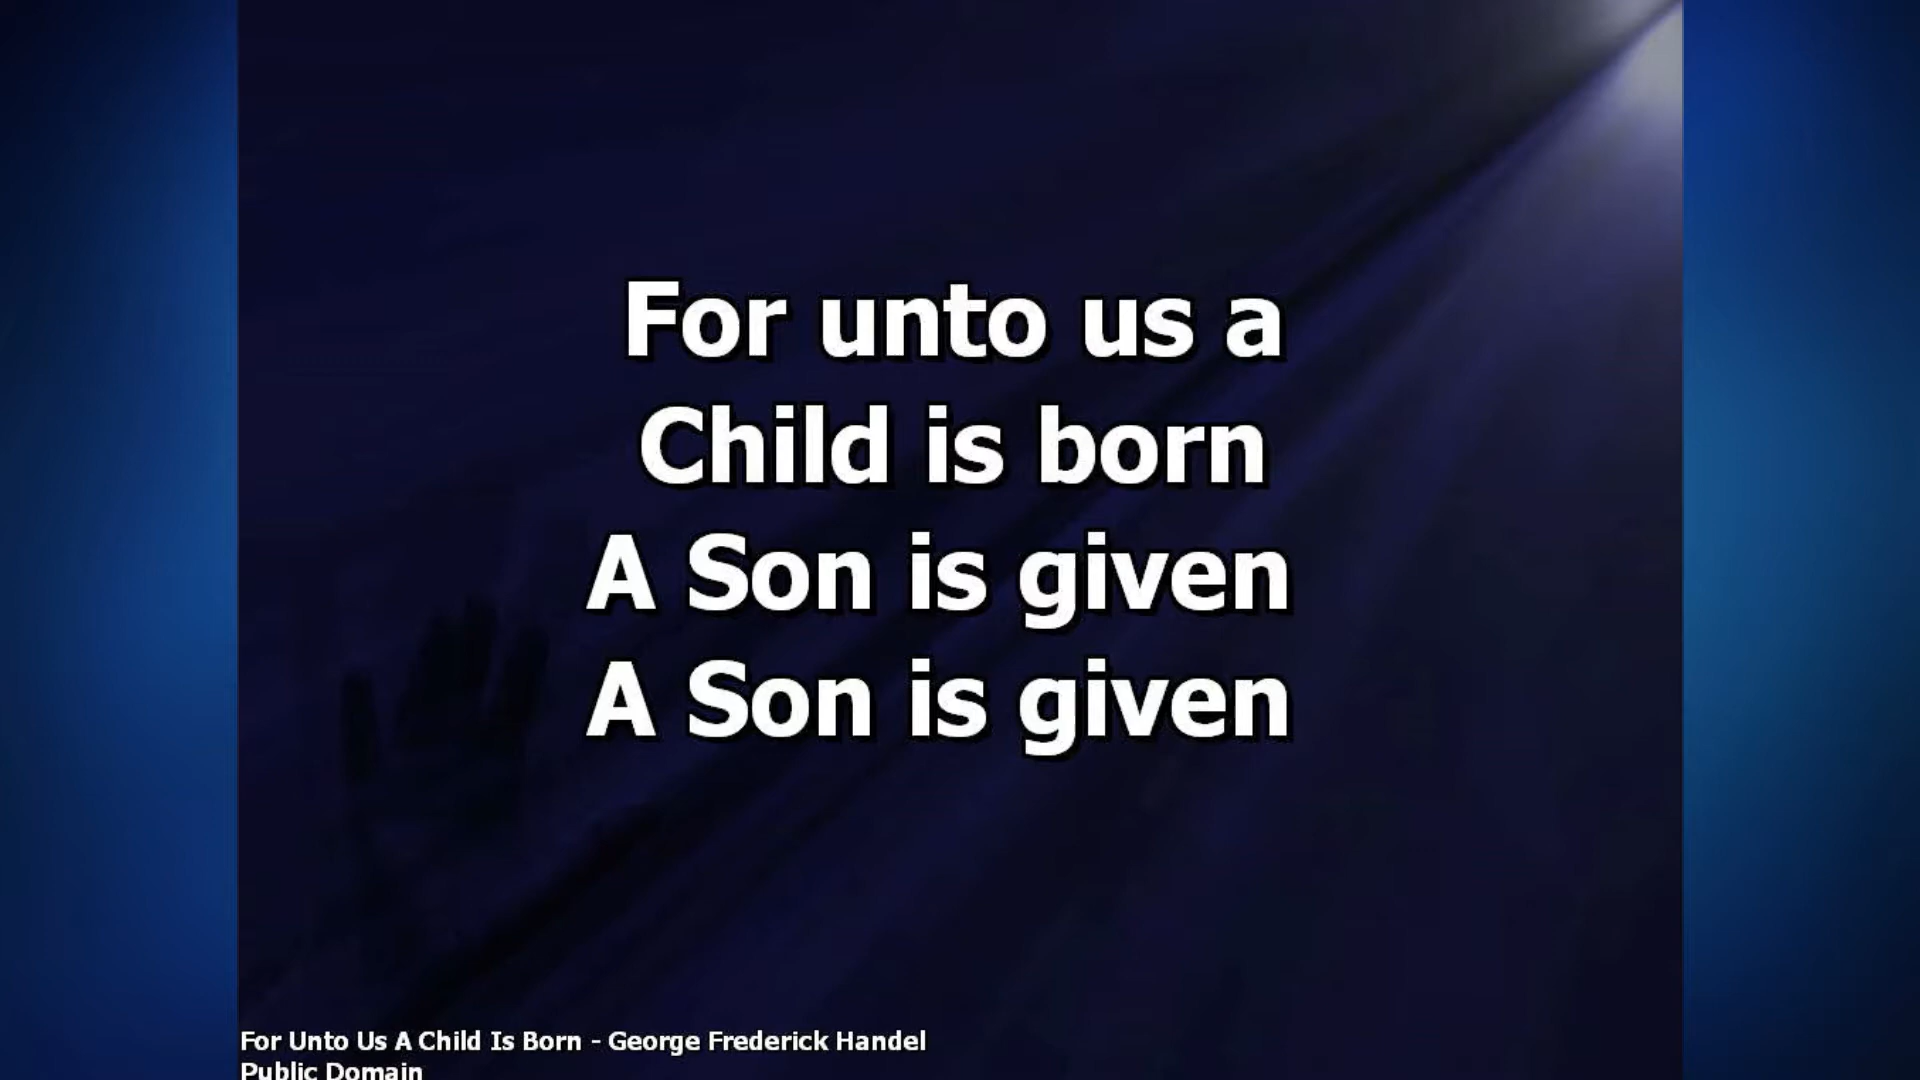 For unto us a
Child is born
A Son is given
A Son is given
For Unto Us A Child Is Born - George Frederick Handel
Public Domain